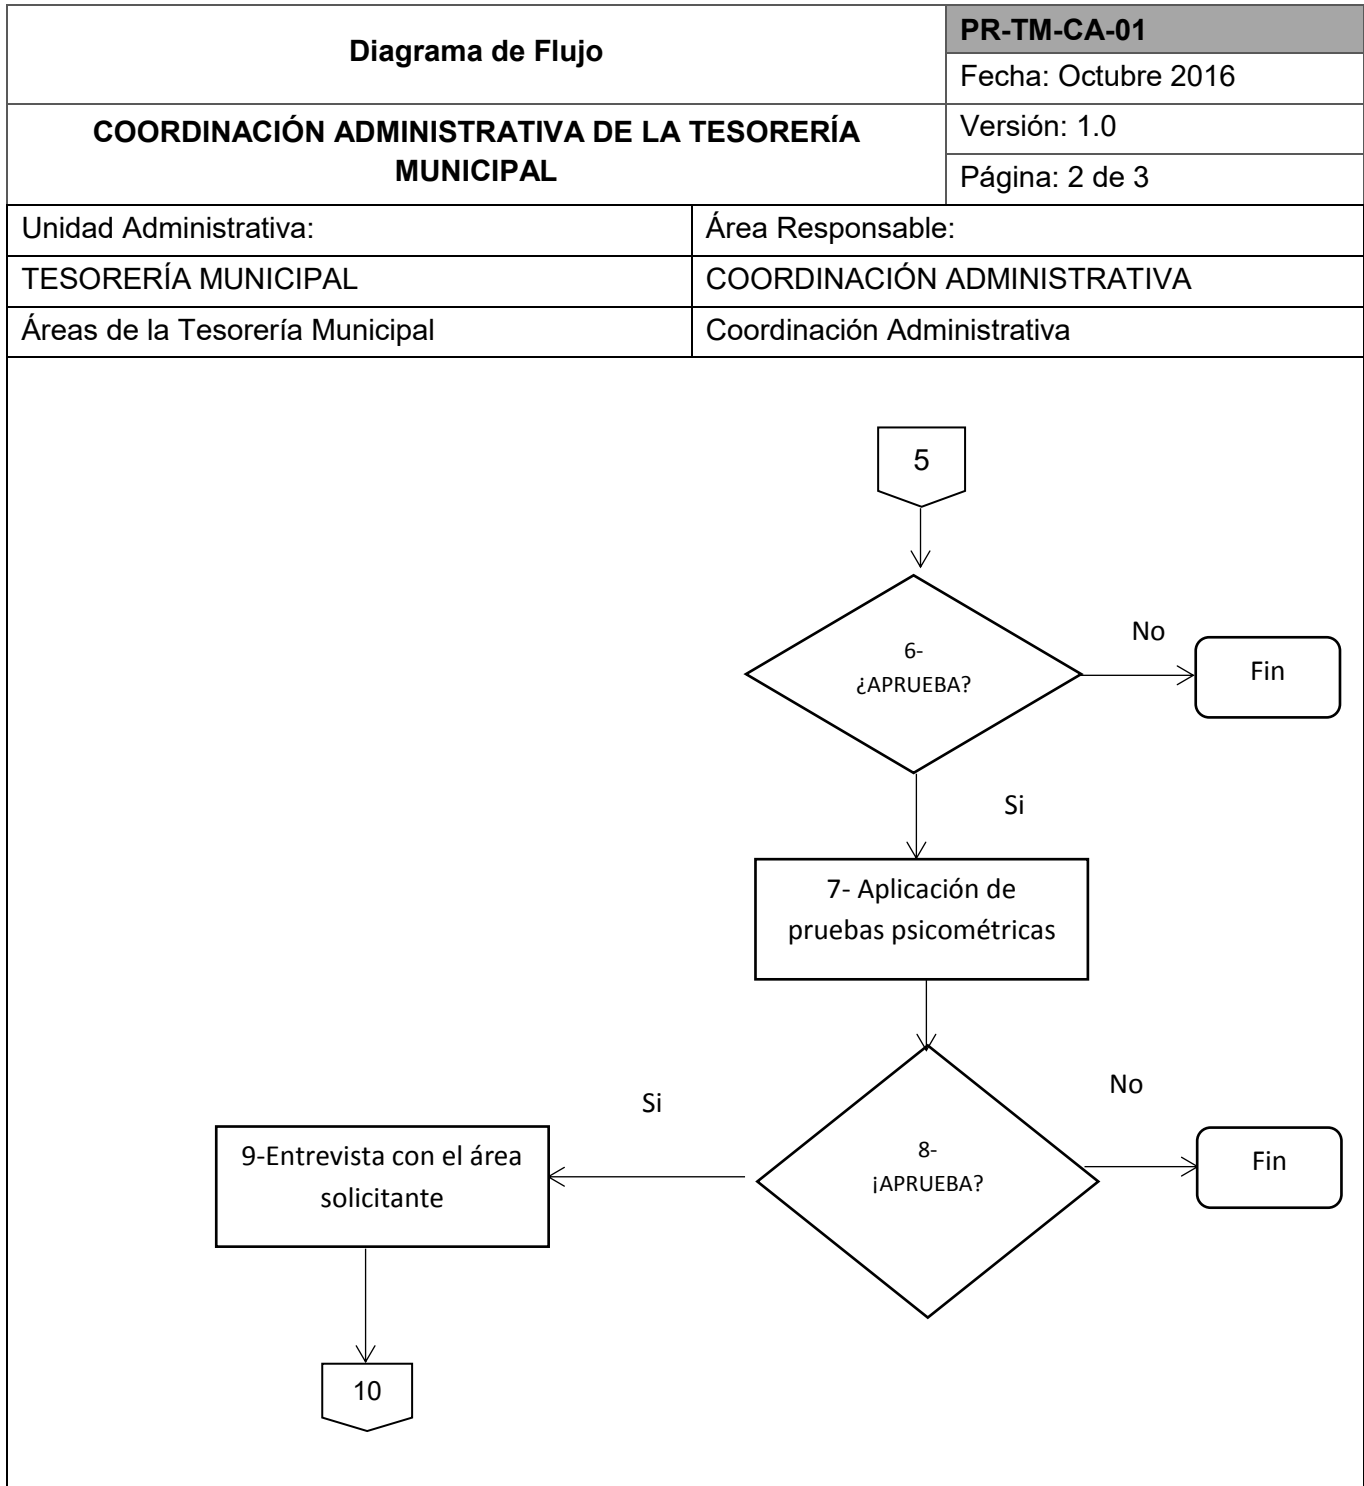 Diagrama de Flujo
PR-TM-CA-01
Fecha: Octubre 2016
COORDINACIÓN ADMINISTRATIVA DE LA TESORERÍA
MUNICIPAL
Versión: 1.0
Página: 2 de 3
Unidad Administrativa:
Área Responsable:
TESORERÍA MUNICIPAL
COORDINACIÓN ADMINISTRATIVA
Áreas de la Tesorería Municipal
Coordinación Administrativa
5
6-
¿APRUEBA?
No
Fin
Si
7- Aplicación de
pruebas psicométricas
8-
¡APRUEBA?
No
Fin
Si
9-Entrevista con el área
solicitante
10